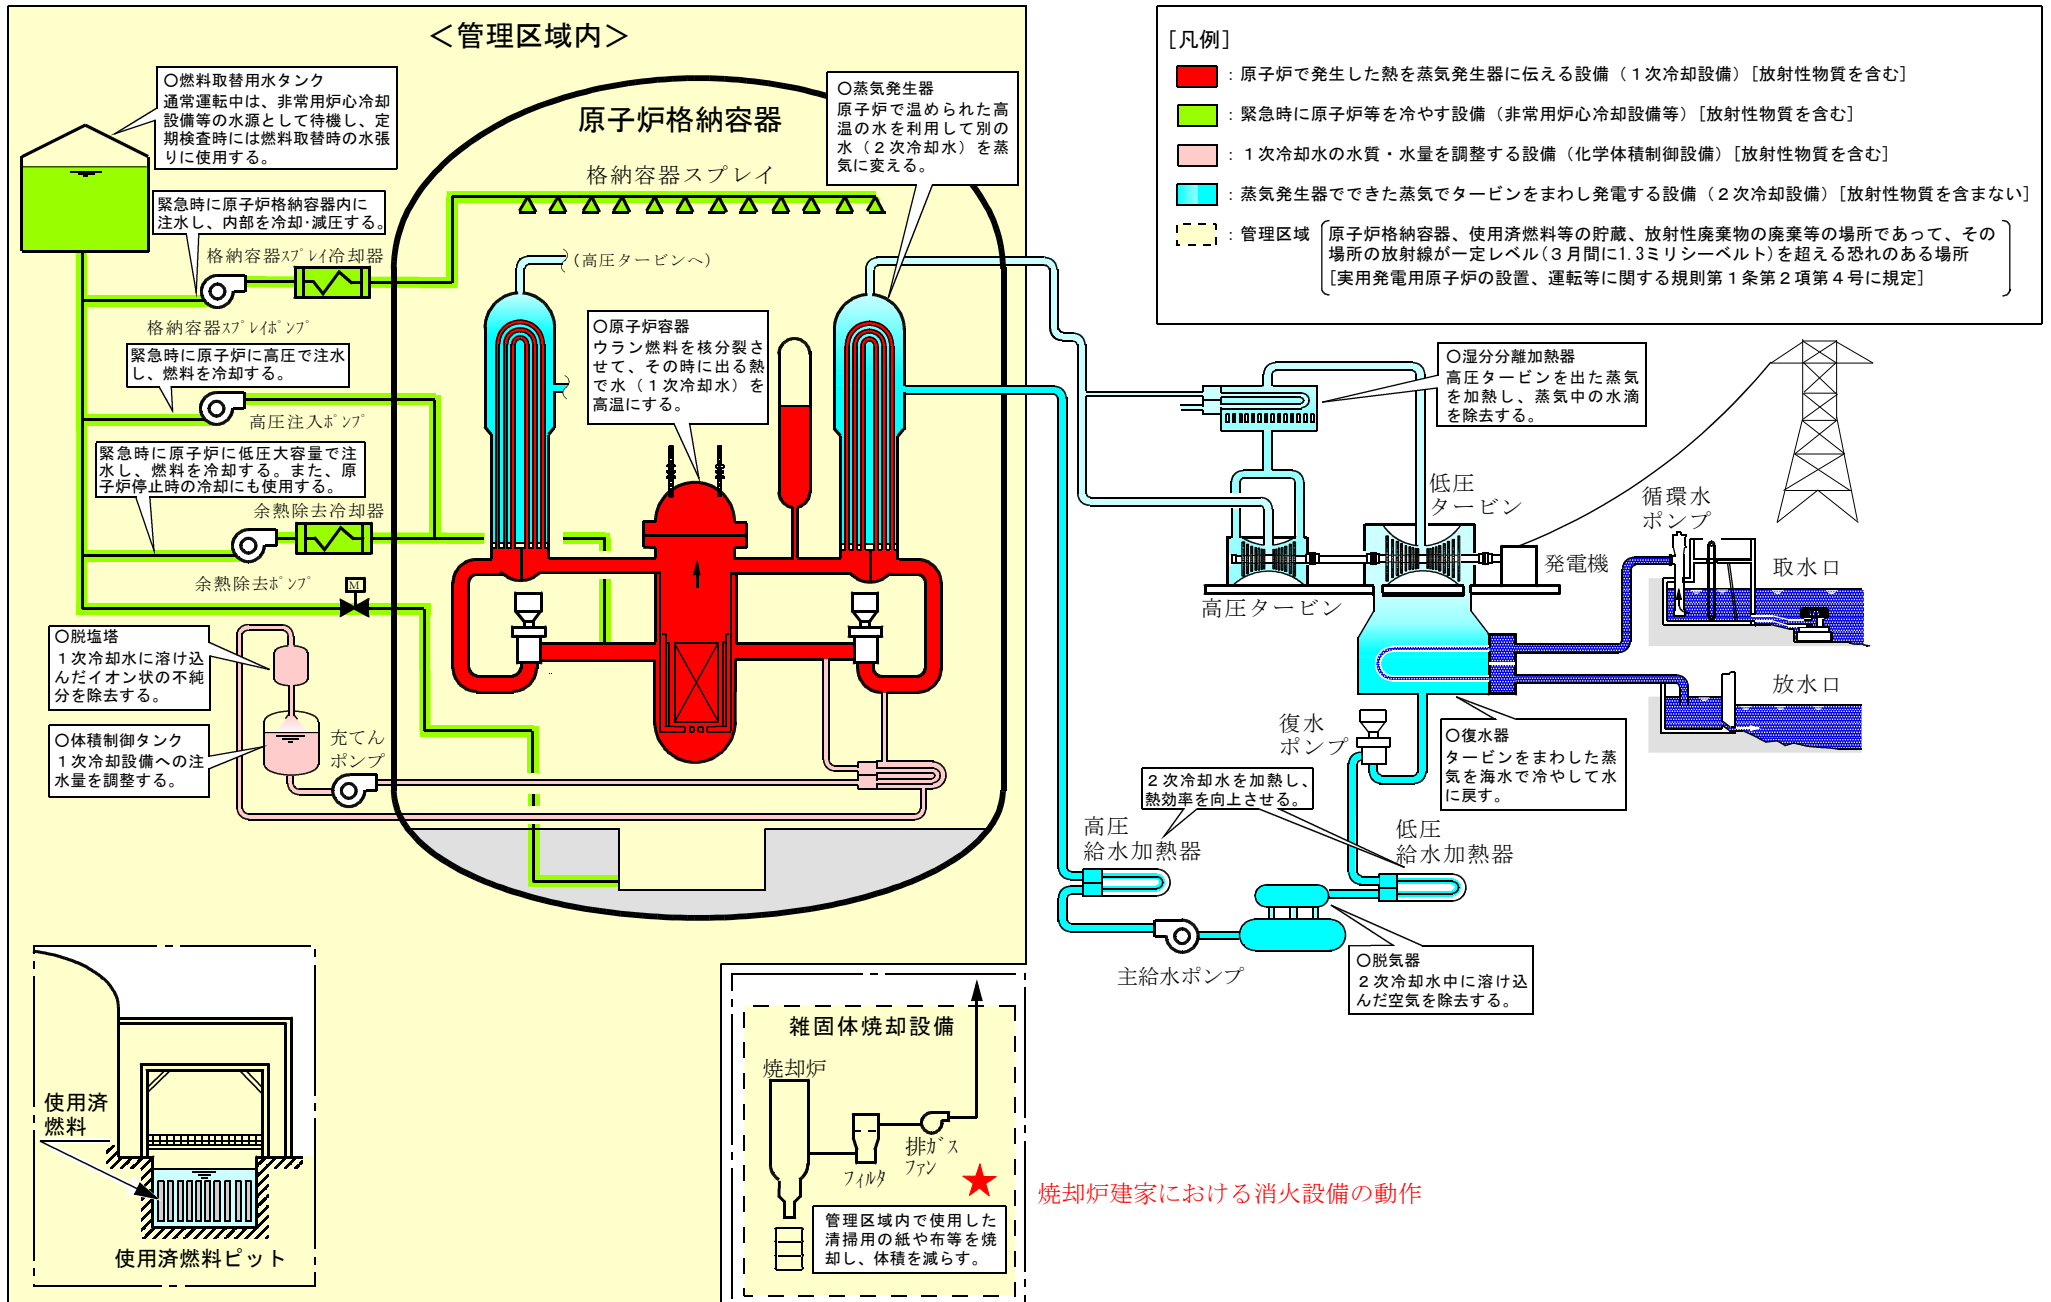 ＜管理区域内＞
○燃料取替用水タンク
通常運転中は、非常用炉心冷却
設備等の水源として待機し、定
期検査時には燃料取替時の水張
りに使用する。
緊急時に原子炉格納容器内に
注水し、内部を冷却･減圧する。
格納容器ｽﾌﾟﾚｲ冷却器
格納容器ｽﾌﾟﾚｲﾎﾟﾝﾌﾟ
緊急時に原子炉に高圧で注水
し、燃料を冷却する。
高圧注入ﾎﾟﾝﾌﾟ
緊急時に原子炉に低圧大容量で注
水し、燃料を冷却する。また、原
子炉停止時の冷却にも使用する。
余熱除去冷却器
余熱除去ﾎﾟﾝﾌﾟ
M
○脱塩塔
１次冷却水に溶け込
んだイオン状の不純
分を除去する。
○体積制御タンク
１次冷却設備への注
水量を調整する。
充てん
ポンプ
原子炉格納容器
格納容器スプレイ
(高圧タービンへ)
○蒸気発生器
原子炉で温められた高
温の水を利用して別の
水（２次冷却水）を蒸
気に変える。
○原子炉容器
ウラン燃料を核分裂さ
せて、その時に出る熱
で水（１次冷却水）を
高温にする。
[凡例]
：原子炉で発生した熱を蒸気発生器に伝える設備（１次冷却設備）[放射性物質を含む]
：緊急時に原子炉等を冷やす設備（非常用炉心冷却設備等）[放射性物質を含む]
：１次冷却水の水質・水量を調整する設備（化学体積制御設備）[放射性物質を含む]
：蒸気発生器でできた蒸気でタービンをまわし発電する設備（２次冷却設備）[放射性物質を含まない]
：管理区域
原子炉格納容器、使用済燃料等の貯蔵、放射性廃棄物の廃棄等の場所であって、その
場所の放射線が一定レベル(３月間に1.3ミリシーベルト)を超える恐れのある場所
[実用発電用原子炉の設置、運転等に関する規則第１条第２項第４号に規定]
○湿分分離加熱器
高圧タービンを出た蒸気
を加熱し、蒸気中の水滴
を除去する。
低圧
タービン
高圧タービン
発電機
循環水
ポンプ
取水口
放水口
復水
ポンプ
○復水器
タービンをまわした蒸
気を海水で冷やして水
に戻す。
２次冷却水を加熱し、
熱効率を向上させる。
高圧
給水加熱器
低圧
給水加熱器
主給水ポンプ
○脱気器
２次冷却水中に溶け込
んだ空気を除去する。
使用済
燃料
使用済燃料ピット
雑固体焼却設備
焼却炉
フィルタ
排ｶﾞｽ
ファン
管理区域内で使用した
清掃用の紙や布等を焼
却し、体積を減らす。
焼却炉建家における消火設備の動作